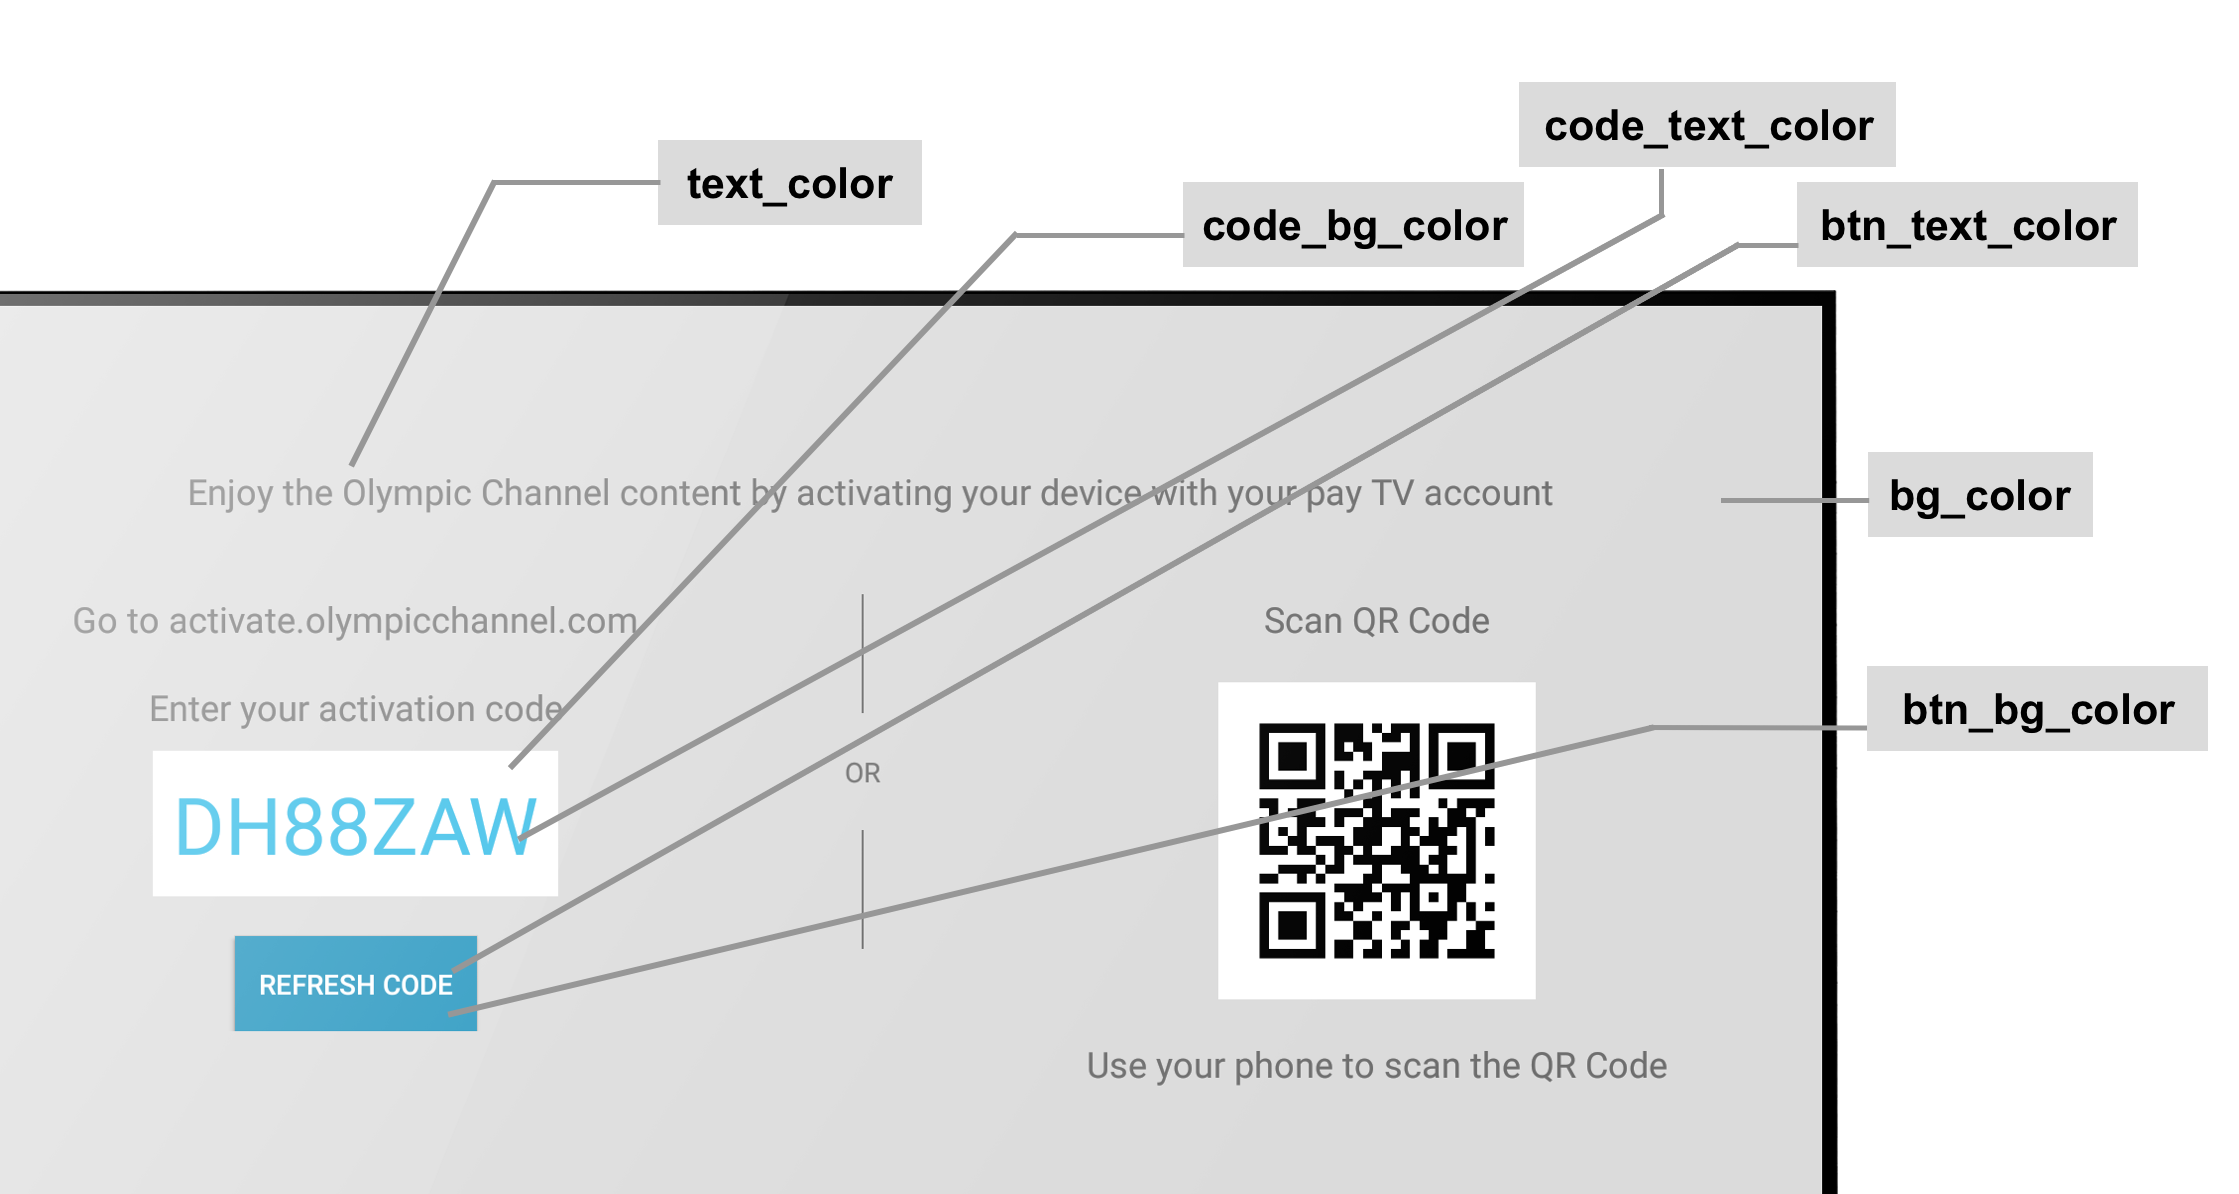 code_text_color
text_color
code_bg_color
btn_text_color
Enjoy the Olympic Channel content by activating your device with your pay TV account
bg_color
Go to activate.olympicchannel.com
Scan QR Code
Enter your activation code
btn_bg_color
OR
DH88ZAW
REFRESH CODE
Use your phone to scan the QR Code